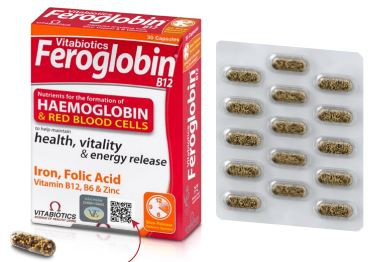 30 Capsules
Vitabiotics
Feroglobin®
B12
Nutrients for the formation of
HAEMOGLOBIN
& RED BLOOD CELLS
to help maintain
health, vitality
& energy release
Iron, Folic Acid
Vitamin B12, B6 & Zinc
VITABIOTICS